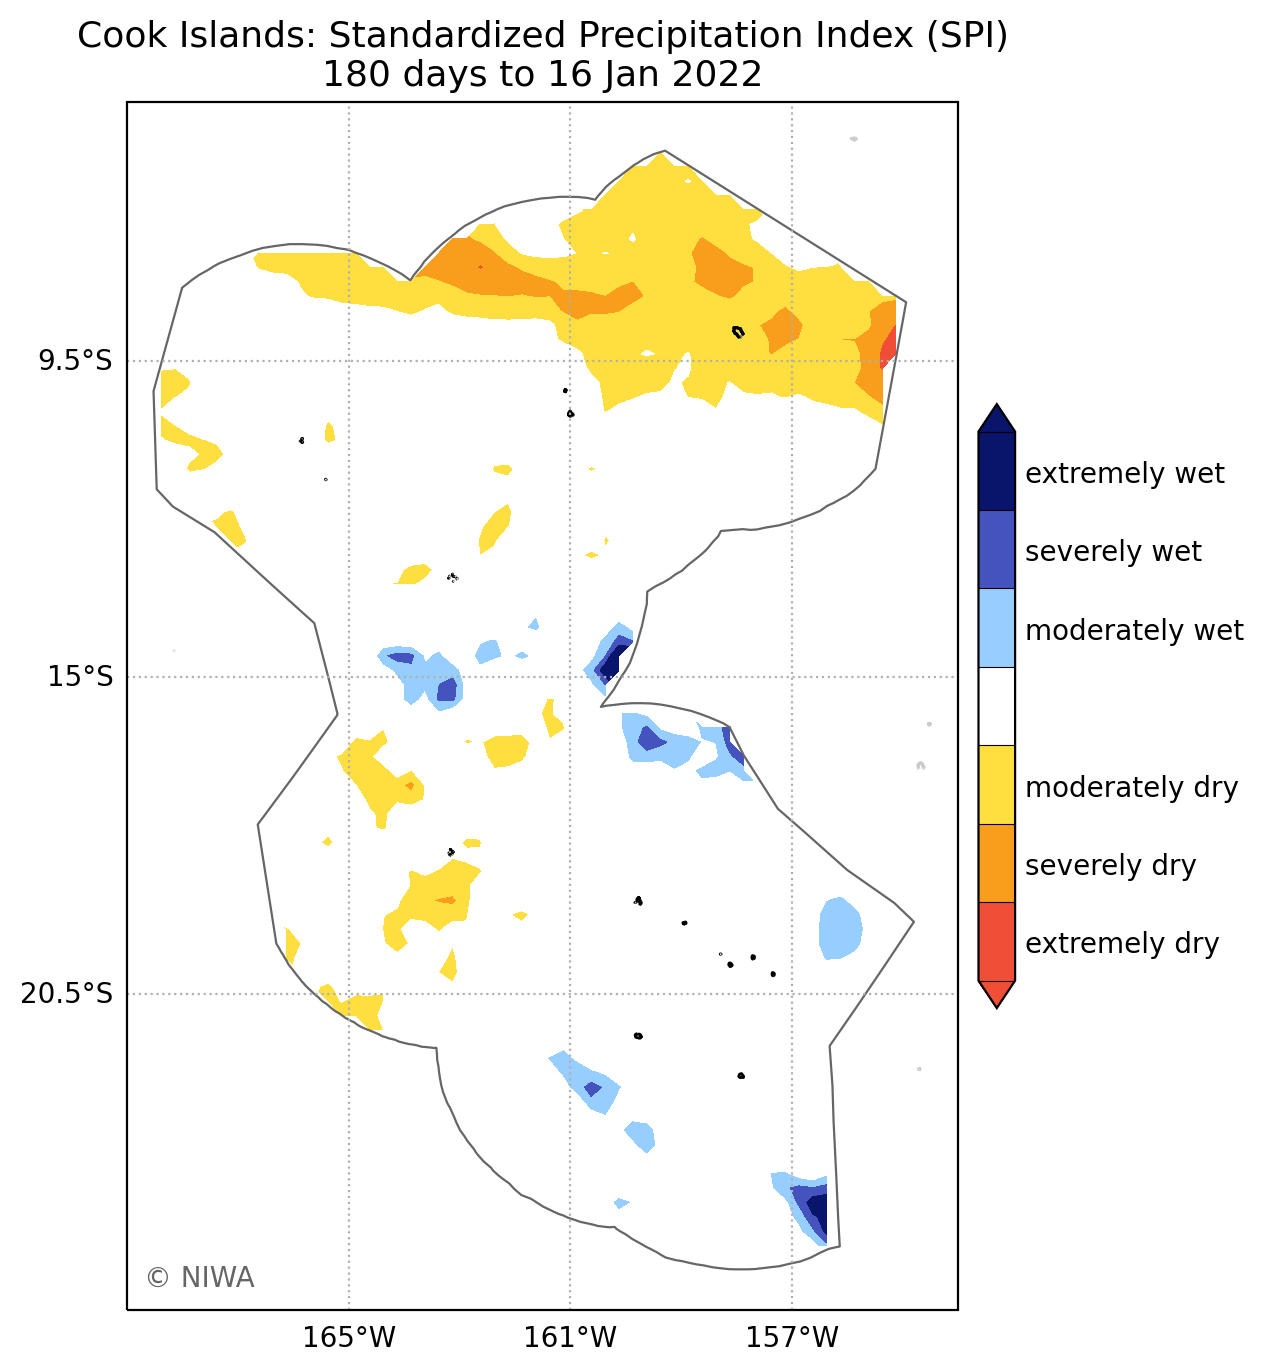 Cook Islands: Standardized Precipitation Index (SPI)
180 days to 16 Jan 2022
9.5°S
15°S
20.5°S
165°W
161°W
157°W
© NIWA
extremely wet
severely wet
moderately wet
moderately dry
severely dry
extremely dry